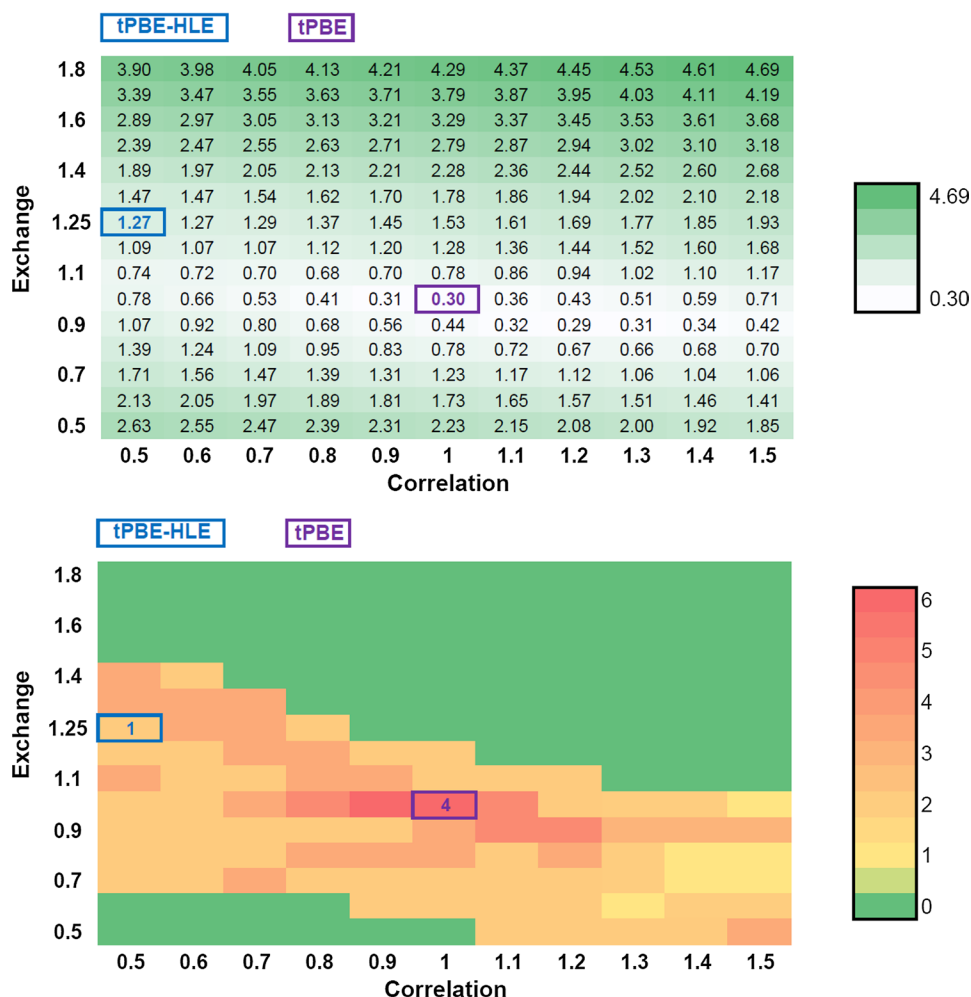 tPBE-HLE tPBE
1.8 3.90 3.98 4.05 4.13 4.21 4.29 4.37 4.45 4.53 4.61 4.69
3.39 3.47 3.55 3.63 3.71 3.79 3.87 3.95 4.03 4.11 4.19
1.6 2.89 2.97 3.05 3.13 3.21 3.29 3.37 3.45 3.53 3.61 3.68
2.39 2.47 2.55 2.63 2.71 2.79 2.87 2.94 3.02 3.10 3.18
1.4 1.89 1.97 2.05 2.13 2.21 2.28 2.36 2.44 2.52 2.60 2.68
1.47 1.47 1.54 1.62 1.70 1.78 1.86 1.94 2.02 2.10 2.18
1.25 1.27 1.27 1.29 1.37 1.45 1.53 1.61 1.69 1.77 1.85 1.93
1.09 1.07 1.07 1.12 1.20 1.28 1.36 1.44 1.52 1.60 1.68
1.1 0.74 0.72 0.70 0.68 0.70 0.78 0.86 0.94 1.02 1.10 1.17
0.78 0.66 0.53 0.41 0.31 0.30 0.36 0.43 0.51 0.59 0.71
0.9 1.07 0.92 0.80 0.68 0.56 0.44 0.32 0.29 0.31 0.34 0.42
1.39 1.24 1.09 0.95 0.83 0.78 0.72 0.67 0.66 0.68 0.70
0.7 1.71 1.56 1.47 1.39 1.31 1.23 1.17 1.12 1.06 1.04 1.06
2.13 2.05 1.97 1.89 1.81 1.73 1.65 1.57 1.51 1.46 1.41
0.5 2.63 2.55 2.47 2.39 2.31 2.23 2.15 2.08 2.00 1.92 1.85
0.5 0.6 0.7 0.8 0.9 1 1.1 1.2 1.3 1.4 1.5
Correlation
Exchange
4.69
0.30
tPBE-HLE tPBE
1.8
1.6
1.4
1.25 1
1.1
4
0.9
0.7
0.5
0.5 0.6 0.7 0.8 0.9 1 1.1 1.2 1.3 1.4 1.5
Correlation
Exchange
6
5
4
3
2
1
0